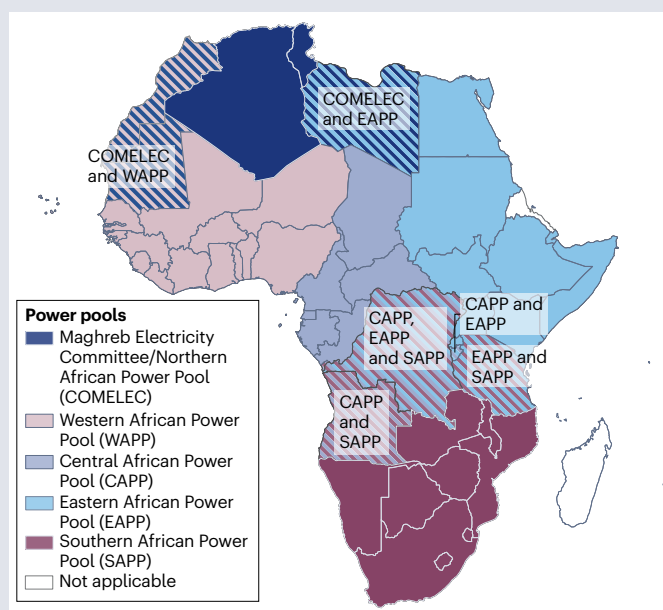 COMELEC
and EAPP
COMELEC
and WAPP
CAPP,
EAPP
and SAPP
CAPP and
EAPP
EAPP and
SAPP
CAPP
and
SAPP
Power pools
Maghreb Electricity
Committee/Northern
African Power Pool
(COMELEC)
Western African Power
Pool (WAPP)
Central African Power
Pool (CAPP)
Eastern African Power
Pool (EAPP)
Southern African Power
Pool (SAPP)
Not applicable